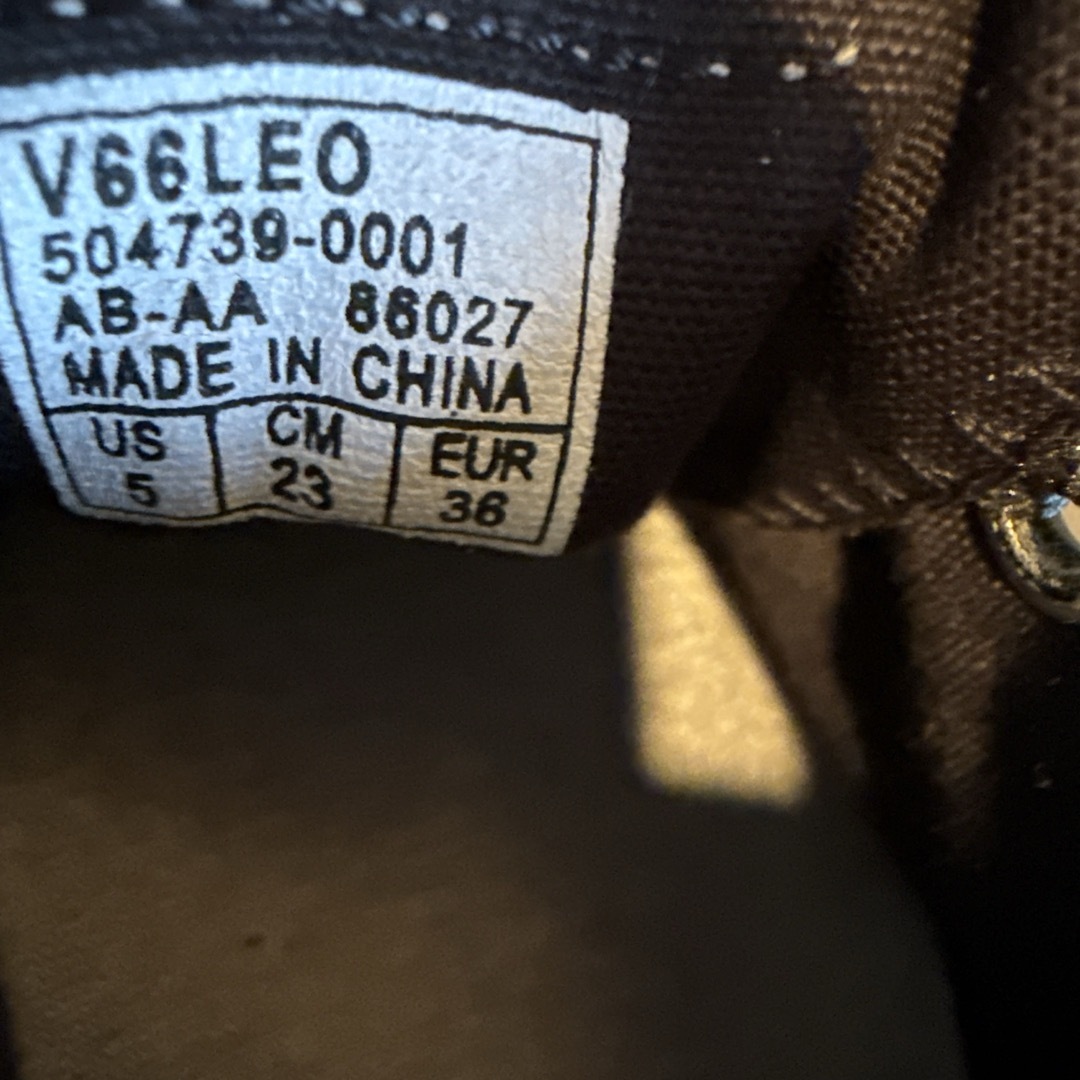 V66LEO
504739-0001
AB-AA 86027
MADE IN CHINA
US CM EUR
5 23 36